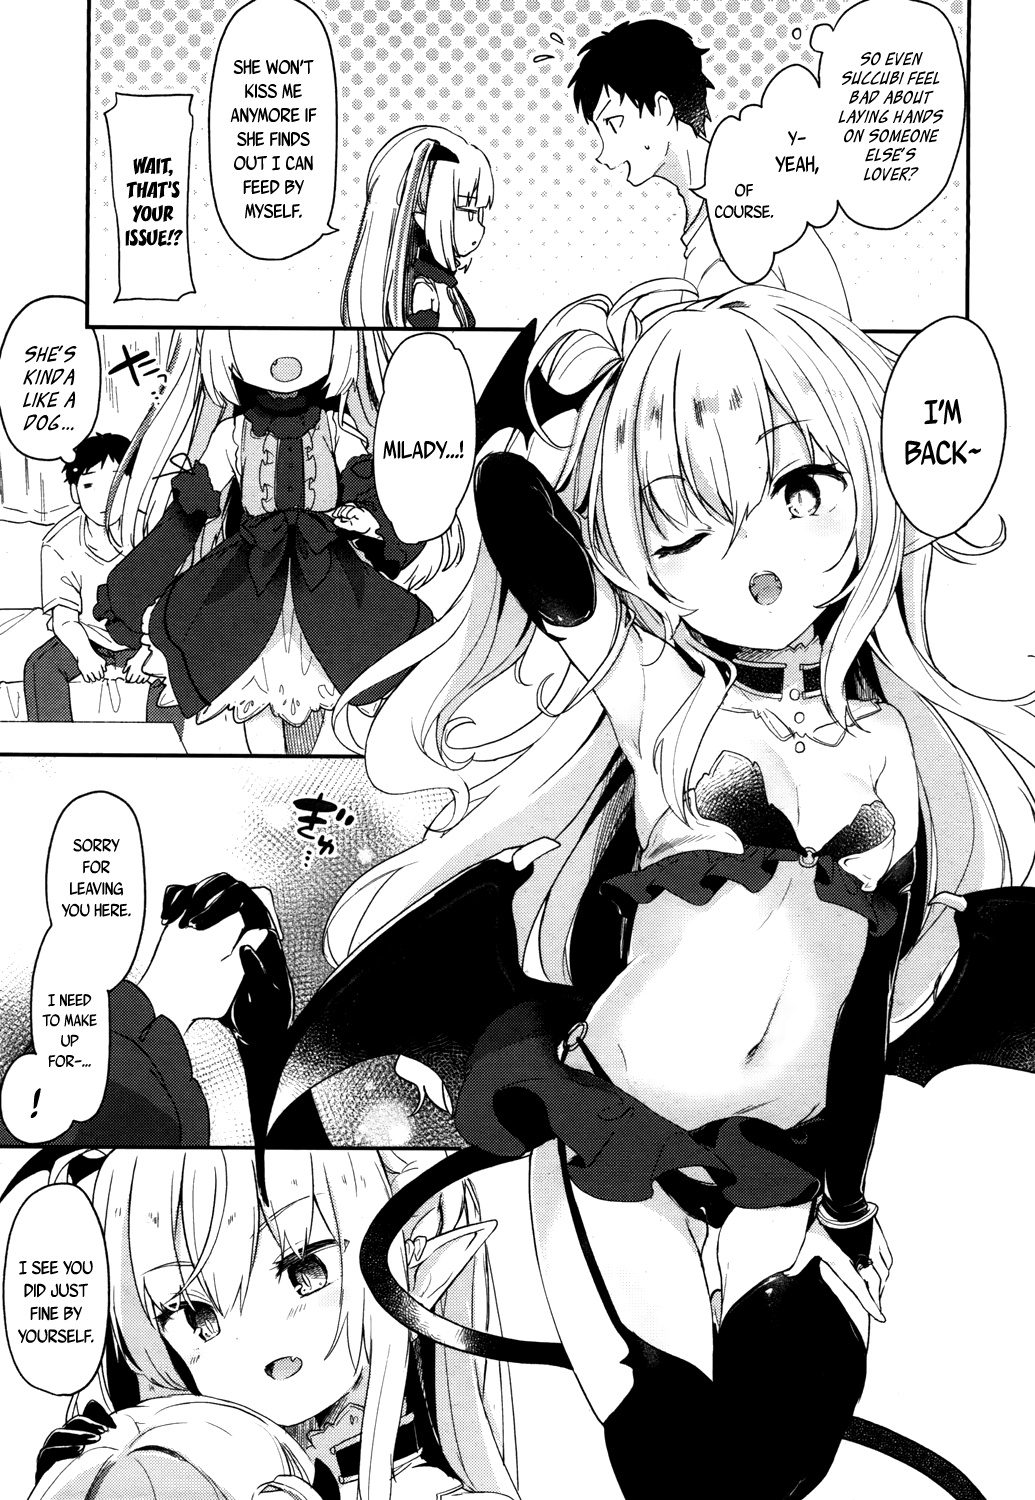 SO EVEN
SUCCUBI FEEL
BAD ABOUT
LAYING HANDS
ON SOMEONE
ELSE'S
LOVER?
Y-
YEAH,
OF
COURSE.
SHE WON'T
KISS ME
ANYMORE IF
SHE FINDS
OUT I CAN
FEED BY
MYSELF.
WAIT,
THAT'S
YOUR
ISSUE!?
I'M
BACK~
MILADY...!
SHE'S
KINDA
LIKE A
DOG...
ぎゅ…
SORRY
FOR
LEAVING
YOU HERE.
I NEED
TO MAKE
UP
FOR-...
!
I SEE YOU
DID JUST
FINE BY
YOURSELF.